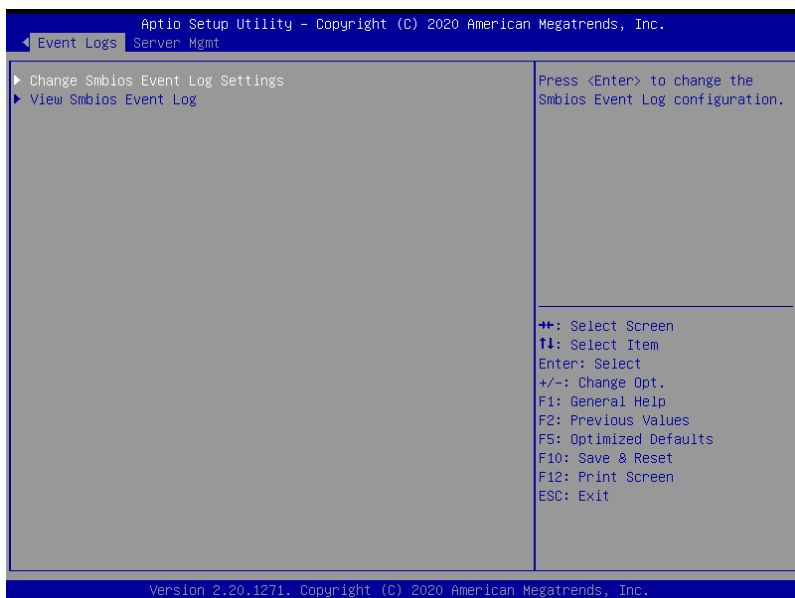 Aptio Setup Utility – Copyright (C) 2020 American Megatrends, Inc.
Event Logs Server Mgmt
Change Smbios Event Log Settings
View Smbios Event Log
Press <Enter> to change the
Smbios Event Log configuration.
→←: Select Screen
↑↓: Select Item
Enter: Select
+/-: Change Opt.
F1: General Help
F2: Previous Values
F5: Optimized Defaults
F10: Save & Reset
F12: Print Screen
ESC: Exit
Version 2.20.1271. Copyright (C) 2020 American Megatrends, Inc.